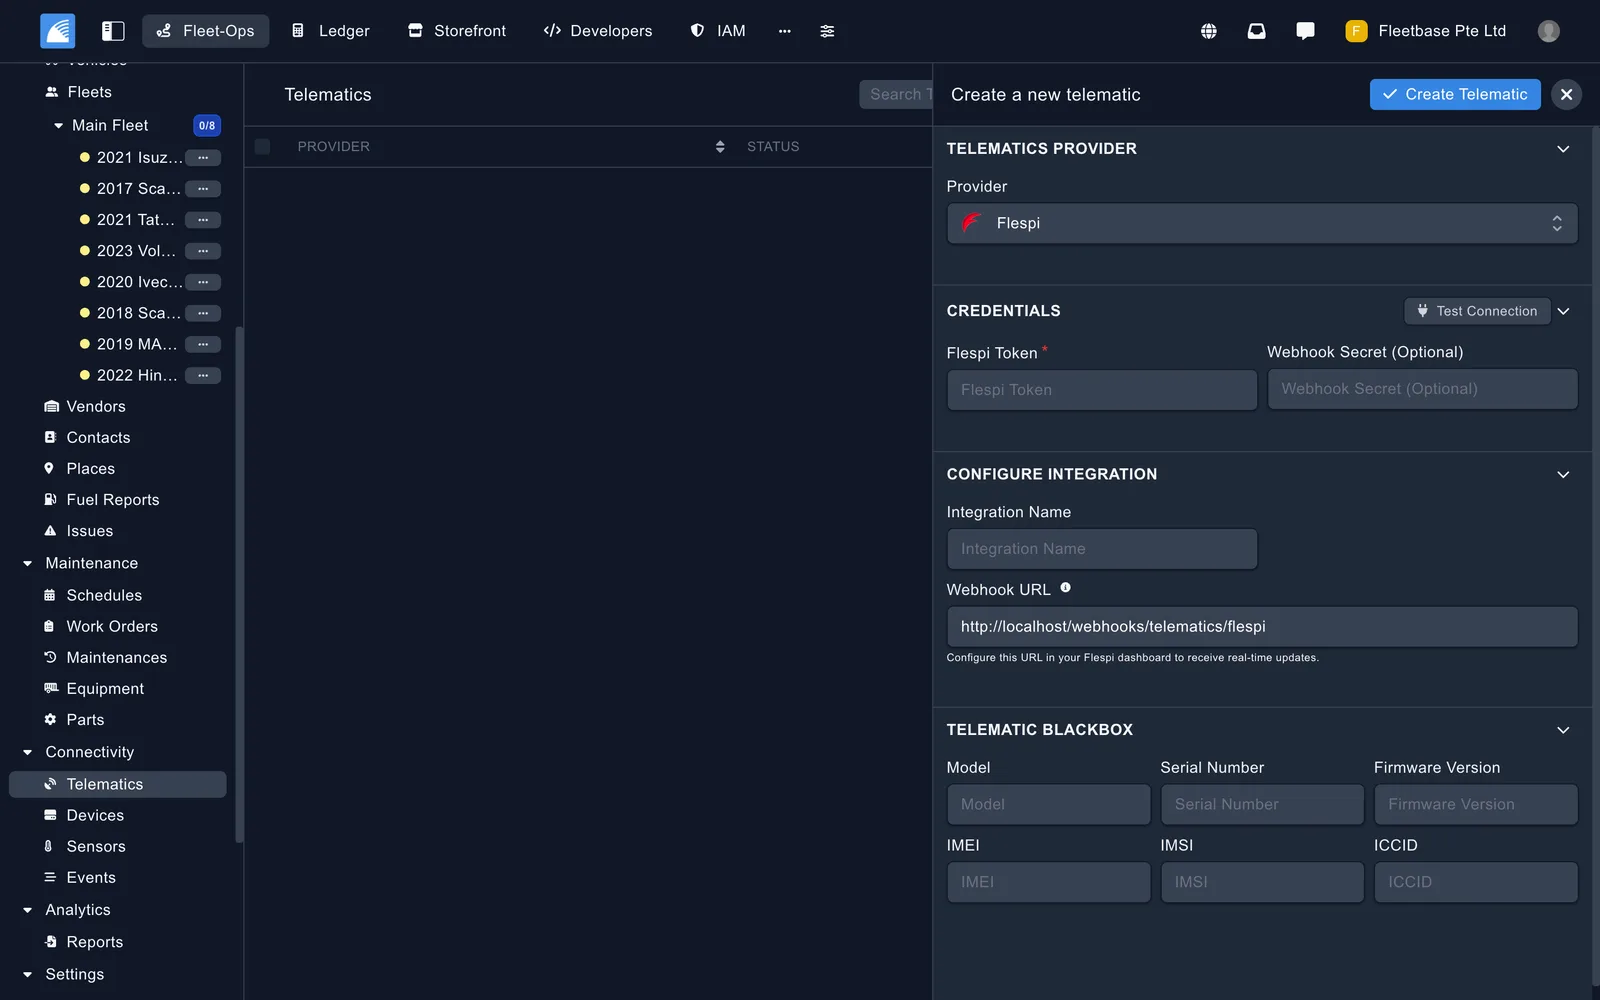 Fleet-Ops
Ledger
Storefront
Developers
IAM
F
Fleetbase Pte Ltd
Fleets
Main Fleet
0/8
2021 Isuz...
2017 Sca...
2021 Tat...
2023 Vol...
2020 Ivec...
2018 Sca...
2019 MA...
2022 Hin...
Vendors
Contacts
Places
Fuel Reports
Issues
Maintenance
Schedules
Work Orders
Maintenances
Equipment
Parts
Connectivity
Telematics
Devices
Sensors
Events
Analytics
Reports
Settings
Telematics
Search T
PROVIDER
STATUS
Create a new telematic
Create Telematic
TELEMATICS PROVIDER
Provider
Flespi
CREDENTIALS
Test Connection
Flespi Token *
Webhook Secret (Optional)
Flespi Token
Webhook Secret (Optional)
CONFIGURE INTEGRATION
Integration Name
Integration Name
Webhook URL
http://localhost/webhooks/telematics/flespi
Configure this URL in your Flespi dashboard to receive real-time updates.
TELEMATIC BLACKBOX
Model
Serial Number
Firmware Version
Model
Serial Number
Firmware Version
IMEI
IMSI
ICCID
IMEI
IMSI
ICCID